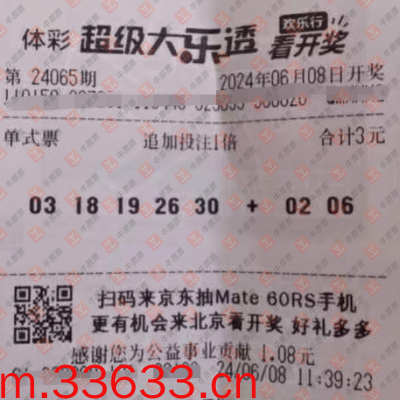 体彩 超级大乐透 欢乐行 看开奖
第 24065期 2024年06月08日开奖
单式票 追加投注1倍 合计3元
03 18 19 26 30 + 02 06
扫码来京东抽Mate 60RS手机
更有机会来北京看开奖 好礼多多
感谢您为公益事业贡献 1.08元
24/06/08 11:39:23
m.33633.cn